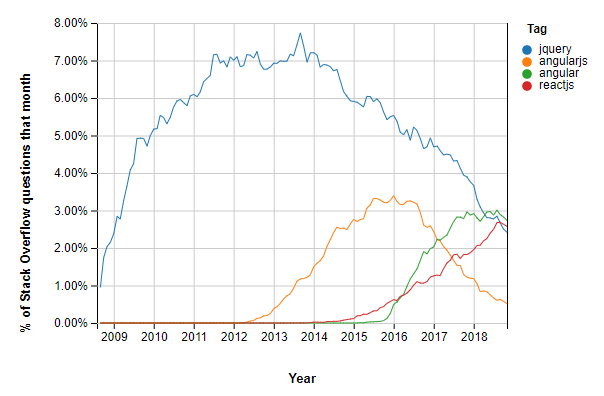 8.00%
7.00%
6.00%
5.00%
4.00%
3.00%
2.00%
1.00%
0.00%
% of Stack Overflow questions that month
2009 2010 2011 2012 2013 2014 2015 2016 2017 2018
Year
Tag
jquery
angularjs
angular
reactjs